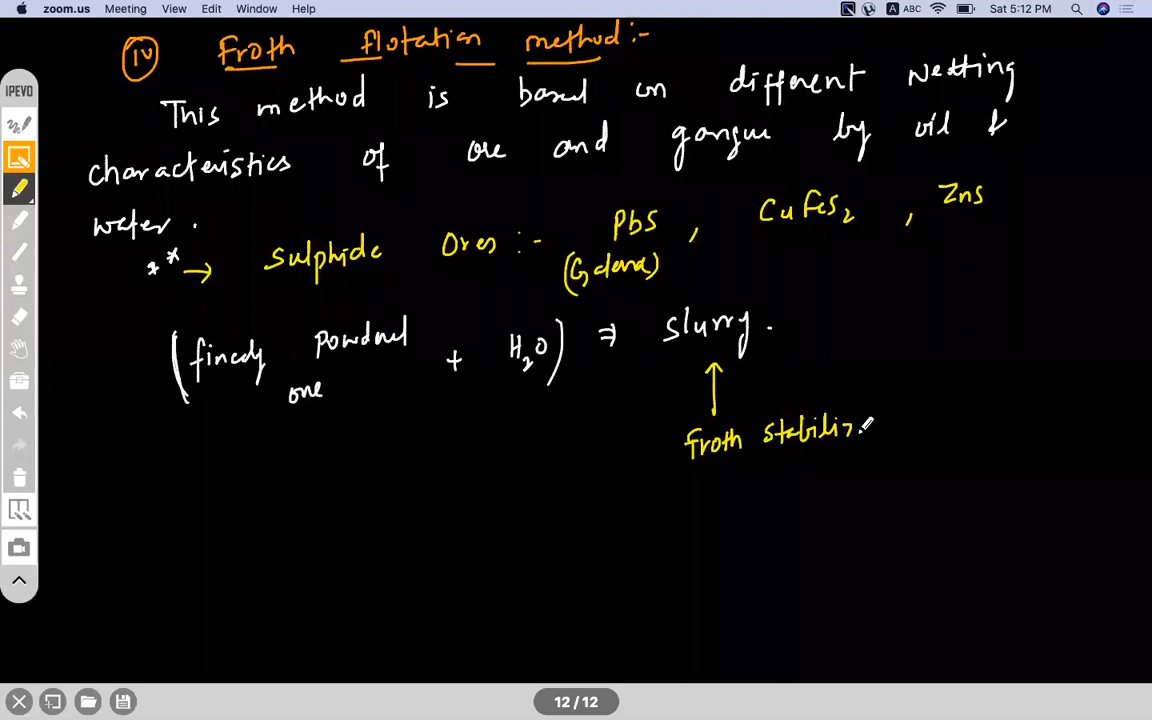 zoom.us Meeting View Edit Window Help A ABC Sat 5:12 PM
IPEVO
iv Froth flotation method:-
This method is based on different wetting
characteristics of ore and gangue by oil &
water.
** → Sulphide Ores :- PbS , CuFeS2 , ZnS
(Galena)
(finely powdered + H2O) ⇒ slurry.
ore
↑
froth stabiliz
12 / 12